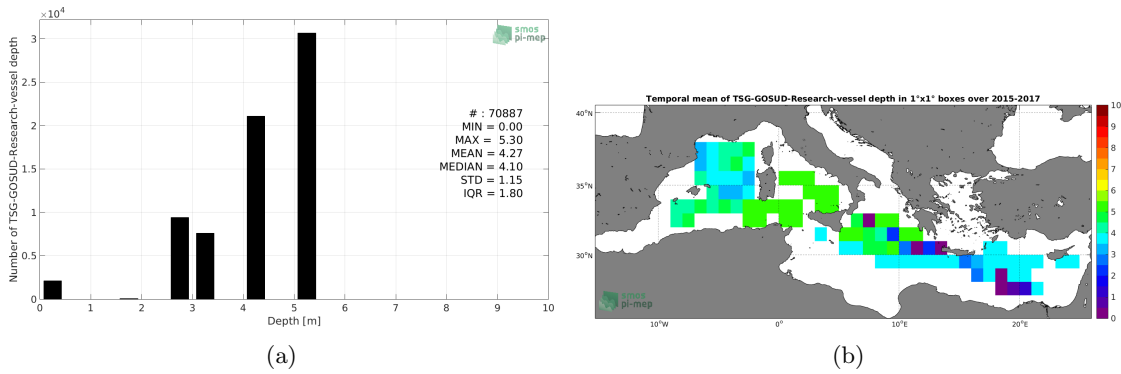 ×10⁴
Number of TSG-GOSUD-Research-vessel depth
3
2.5
2
1.5
1
0.5
0
0 1 2 3 4 5 6 7 8 9 10
Depth [m]
smos
pi-mep
# : 70887
MIN = 0.00
MAX = 5.30
MEAN = 4.27
MEDIAN = 4.10
STD = 1.15
IQR = 1.80
(a)
Temporal mean of TSG-GOSUD-Research-vessel depth in 1°x1° boxes over 2015-2017
40°N
35°N
30°N
10°W 0° 10°E 20°E
smos
pi-mep
10
9
8
7
6
5
4
3
2
1
0
(b)